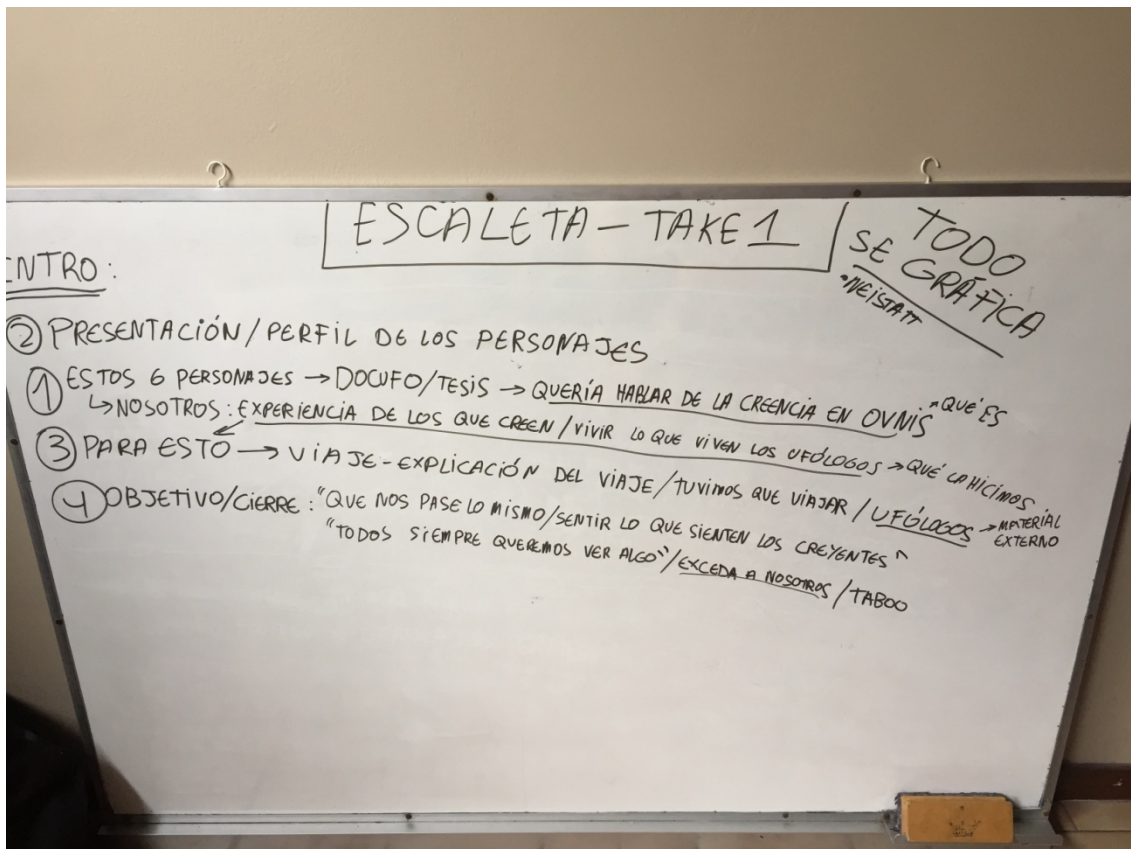 ESCALETA - TAKE 1
TODO
SE GRÁFICA
•NEISTATT
INTRO:
② PRESENTACIÓN/PERFIL DE LOS PERSONAJES
① ESTOS 6 PERSONAJES → DOCUFO/TESIS → QUERÍA HABLAR DE LA CREENCIA EN OVNIS "QUÉ ES
↳ NOSOTROS: EXPERIENCIA DE LOS QUE CREEN/VIVIR LO QUE VIVEN LOS UFÓLOGOS → QUÉ HICIMOS
③ PARA ESTO → VIAJE-EXPLICACIÓN DEL VIAJE/TUVIMOS QUE VIAJAR/UFÓLOGOS → MATERIAL
EXTERNO
④ OBJETIVO/CIERRE: "QUE NOS PASE LO MISMO/SENTIR LO QUE SIENTEN LOS CREYENTES"
"TODOS SIEMPRE QUEREMOS VER ALGO"/EXCEDA A NOSOTROS/TABOO